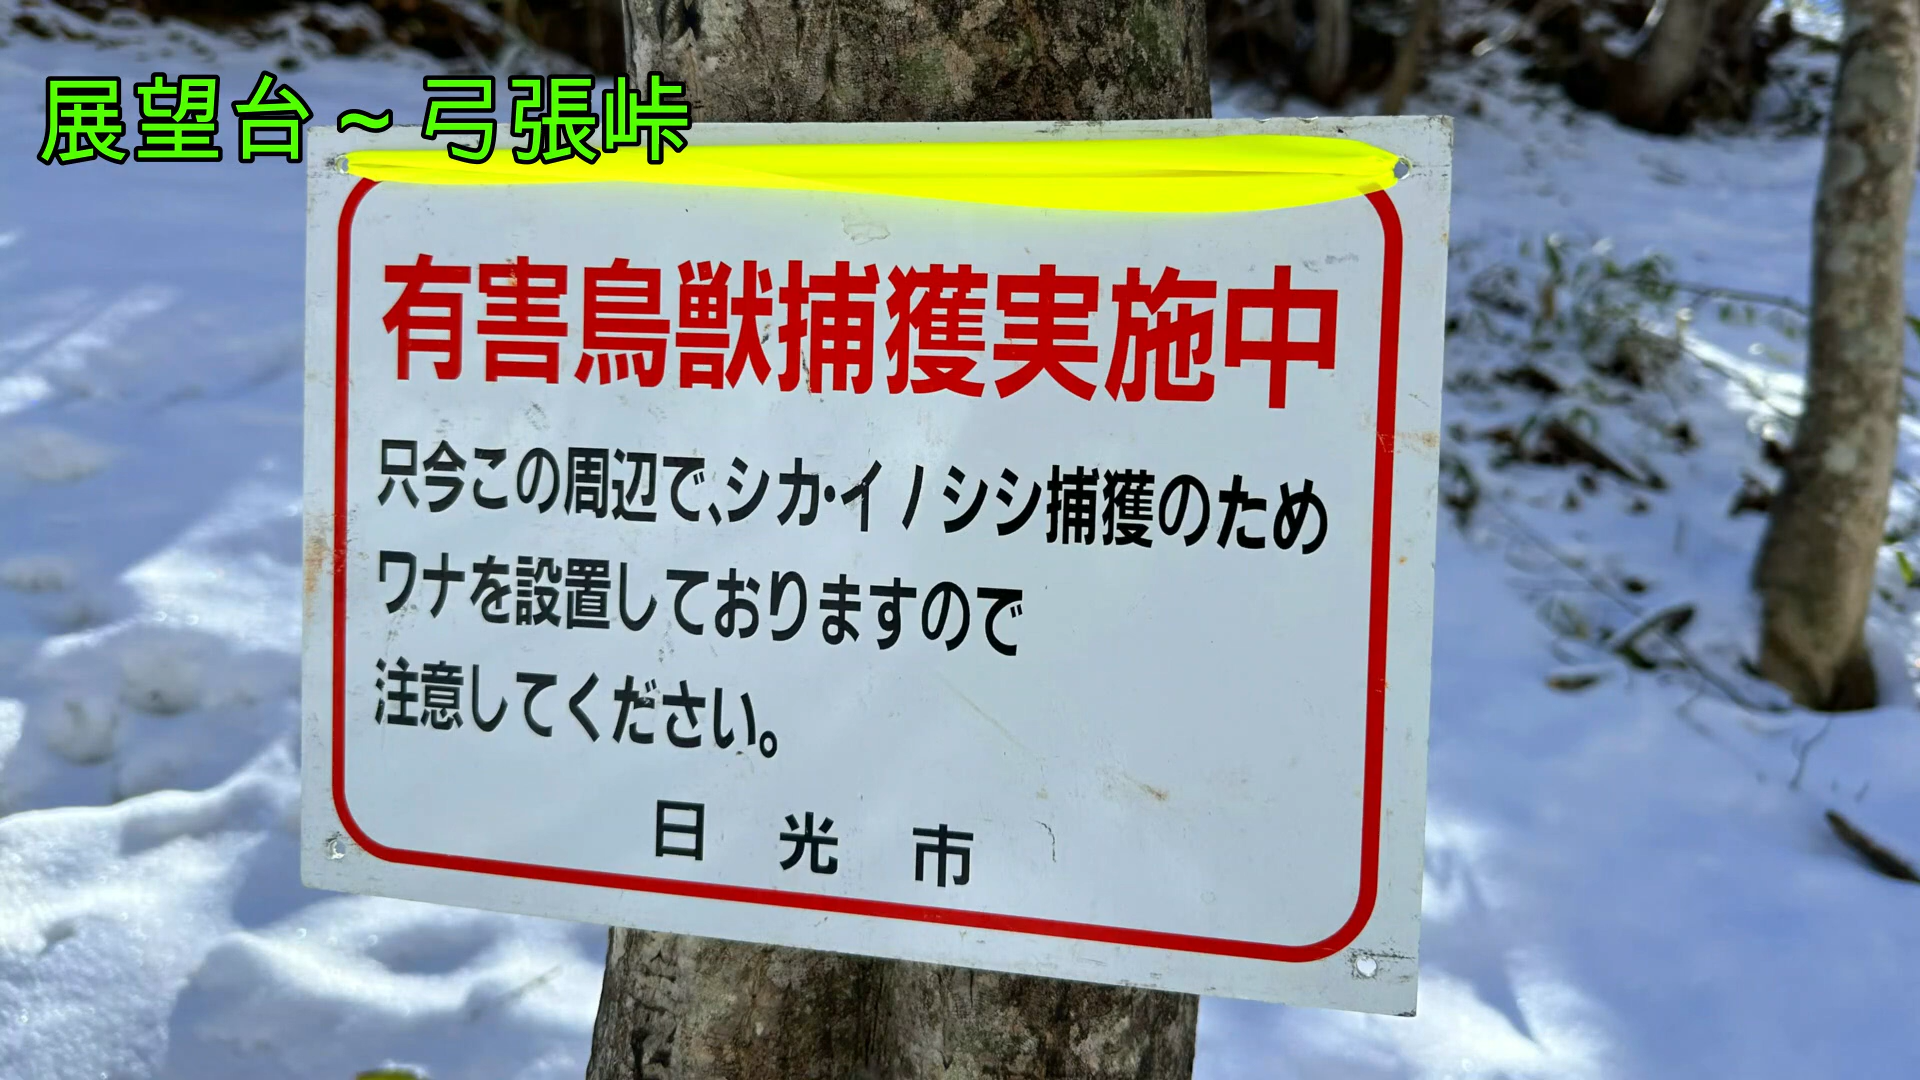 展望台~弓張峠
有害鳥獣捕獲実施中
只今この周辺で、シカ・イノシシ捕獲のため
ワナを設置しておりますので
注意してください。
日光市